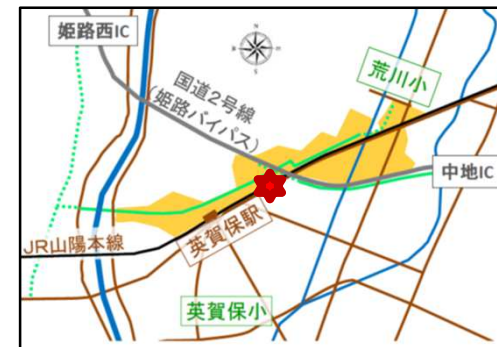 姫路西IC
N
S
荒川小
国道2号線
(姫路バイパス)
中地IC
JR山陽本線
英賀保駅
英賀保小